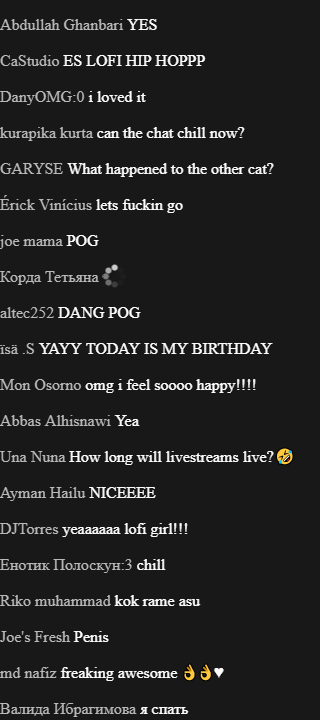 Abdullah Ghanbari YES
CaStudio ES LOFI HIP HOPPP
DanyOMG:0 i loved it
kurapika kurta can the chat chill now?
GARYSE What happened to the other cat?
Érick Vinícius lets fuckin go
joe mama POG
Корда Тетьяна
altec252 DANG POG
ïsä .S YAYY TODAY IS MY BIRTHDAY
Mon Osorno omg i feel soooo happy!!!!
Abbas Alhisnawi Yea
Una Nuna How long will livestreams live? 🤣
Ayman Hailu NICEEEE
DJTorres yeaaaaaa lofi girl!!!
Енотик Полоскун:3 chill
Riko muhammad kok rame asu
Joe's Fresh Penis
md nafiz freaking awesome 👌👌♥
Валида Ибрагимова я спать